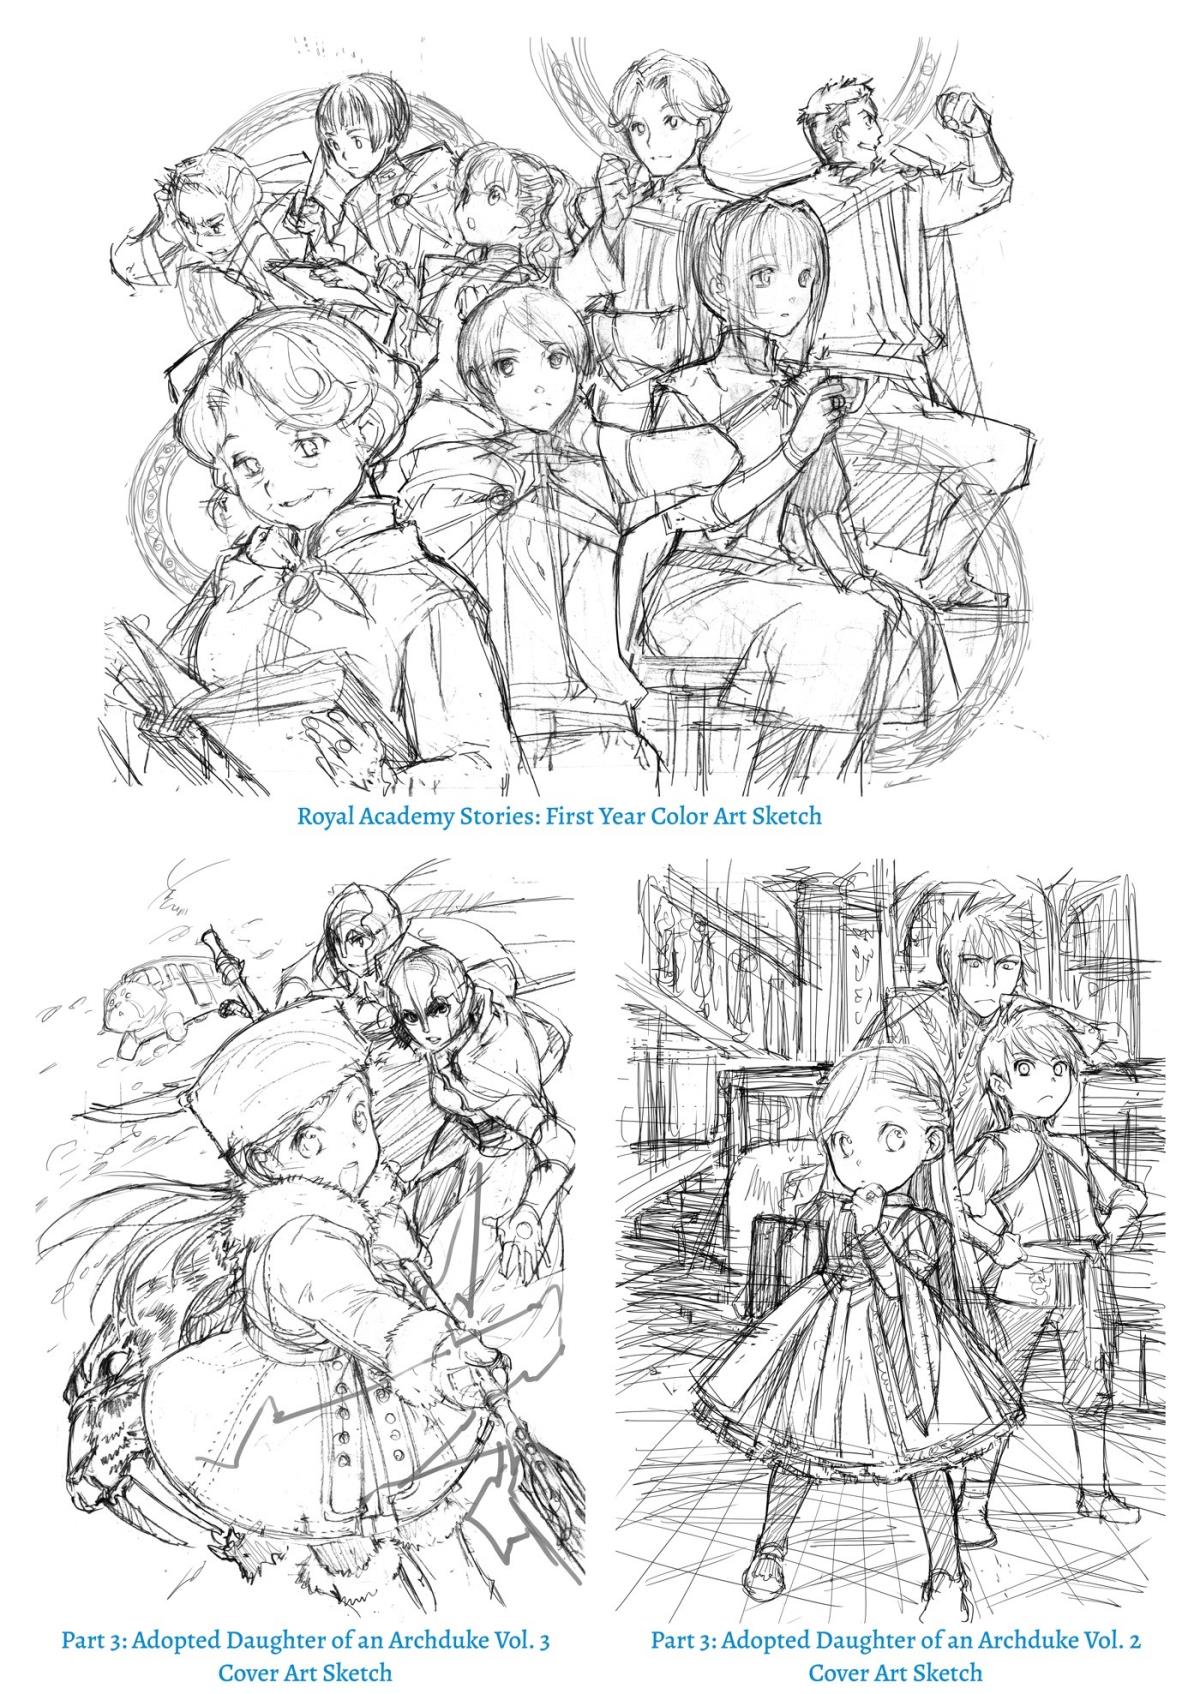 Royal Academy Stories: First Year Color Art Sketch
Part 3: Adopted Daughter of an Archduke Vol. 3
Cover Art Sketch
Part 3: Adopted Daughter of an Archduke Vol. 2
Cover Art Sketch